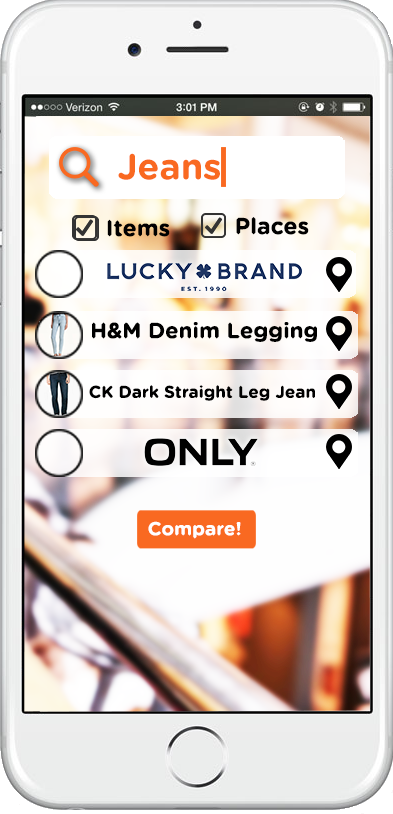 Verizon 3:01 PM
Jeans
Items Places
LUCKY BRAND
EST. 1990
H&M Denim Legging
CK Dark Straight Leg Jean
ONLY
Compare!